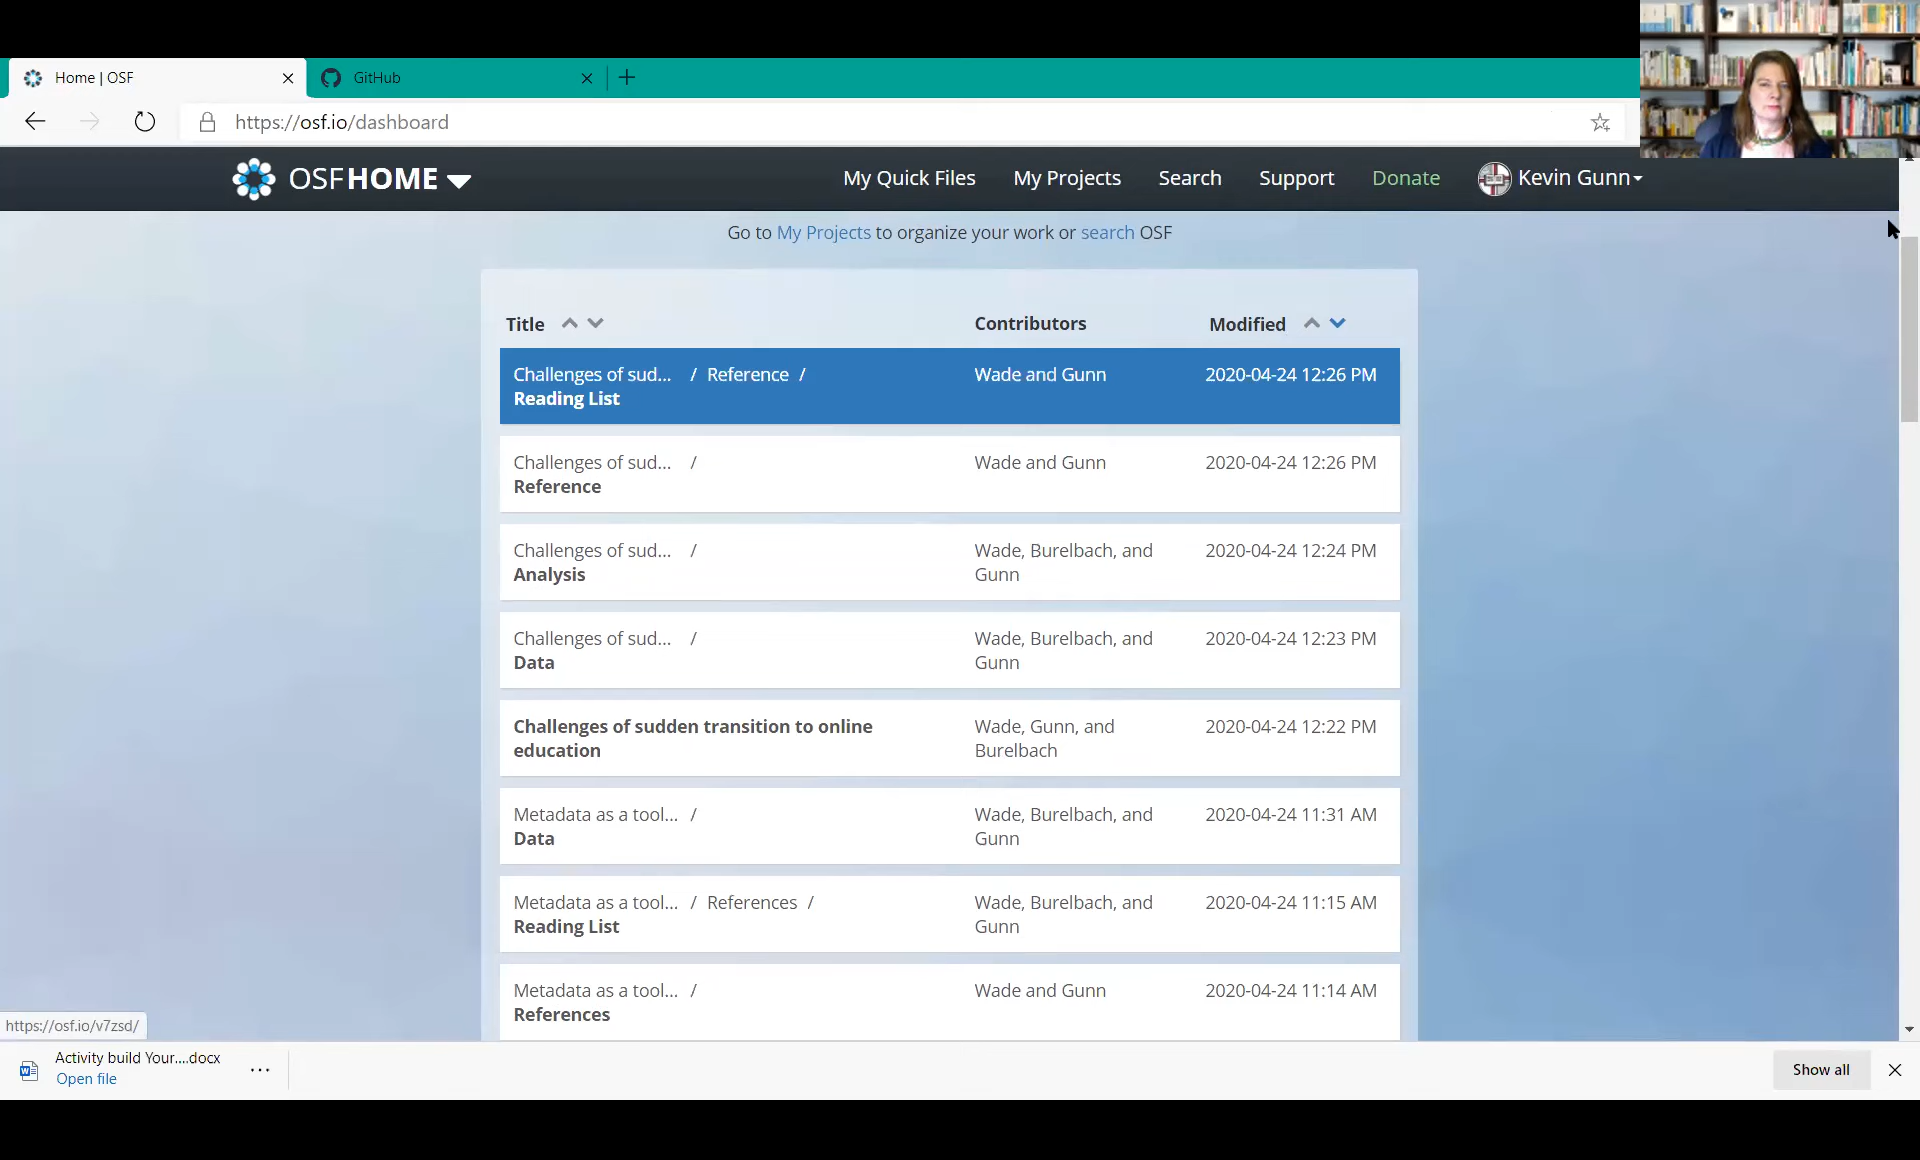 Home | OSF
GitHub
https://osf.io/dashboard
OSFHOME
My Quick Files
My Projects
Search
Support
Donate
Kevin Gunn
Go to My Projects to organize your work or search OSF
Title
Contributors
Modified
Challenges of sud... / Reference /
Reading List
Wade and Gunn
2020-04-24 12:26 PM
Challenges of sud... /
Reference
Wade and Gunn
2020-04-24 12:26 PM
Challenges of sud... /
Analysis
Wade, Burelbach, and
Gunn
2020-04-24 12:24 PM
Challenges of sud... /
Data
Wade, Burelbach, and
Gunn
2020-04-24 12:23 PM
Challenges of sudden transition to online
education
Wade, Gunn, and
Burelbach
2020-04-24 12:22 PM
Metadata as a tool... /
Data
Wade, Burelbach, and
Gunn
2020-04-24 11:31 AM
Metadata as a tool... / References /
Reading List
Wade, Burelbach, and
Gunn
2020-04-24 11:15 AM
Metadata as a tool... /
References
Wade and Gunn
2020-04-24 11:14 AM
https://osf.io/v7zsd/
Activity build Your....docx
Open file
...
Show all